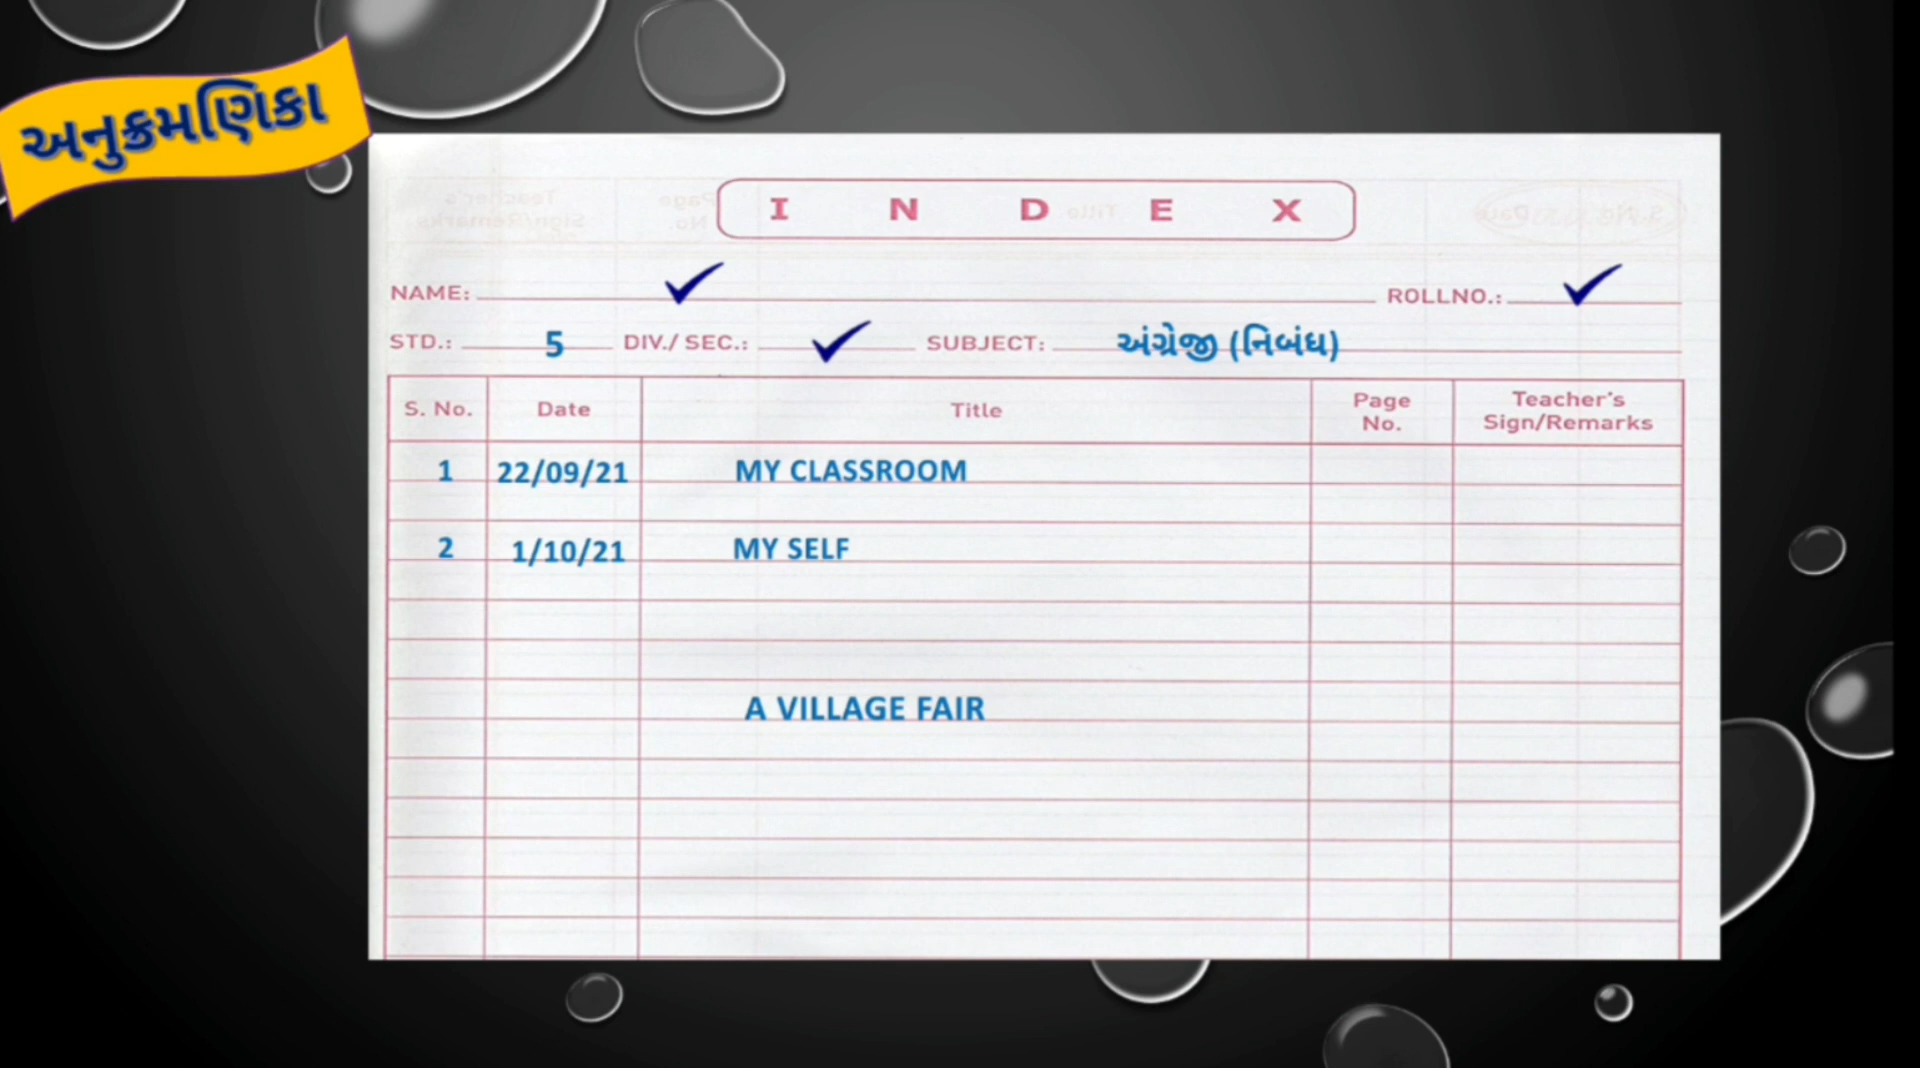 અનુક્રમણિકા
I N D E X
NAME: ROLLNO.:
STD.: 5 DIV./ SEC.: SUBJECT: અંગ્રેજી (નિબંધ)
S. No. Date Title Page No. Teacher's Sign/Remarks
1 22/09/21 MY CLASSROOM
2 1/10/21 MY SELF
A VILLAGE FAIR